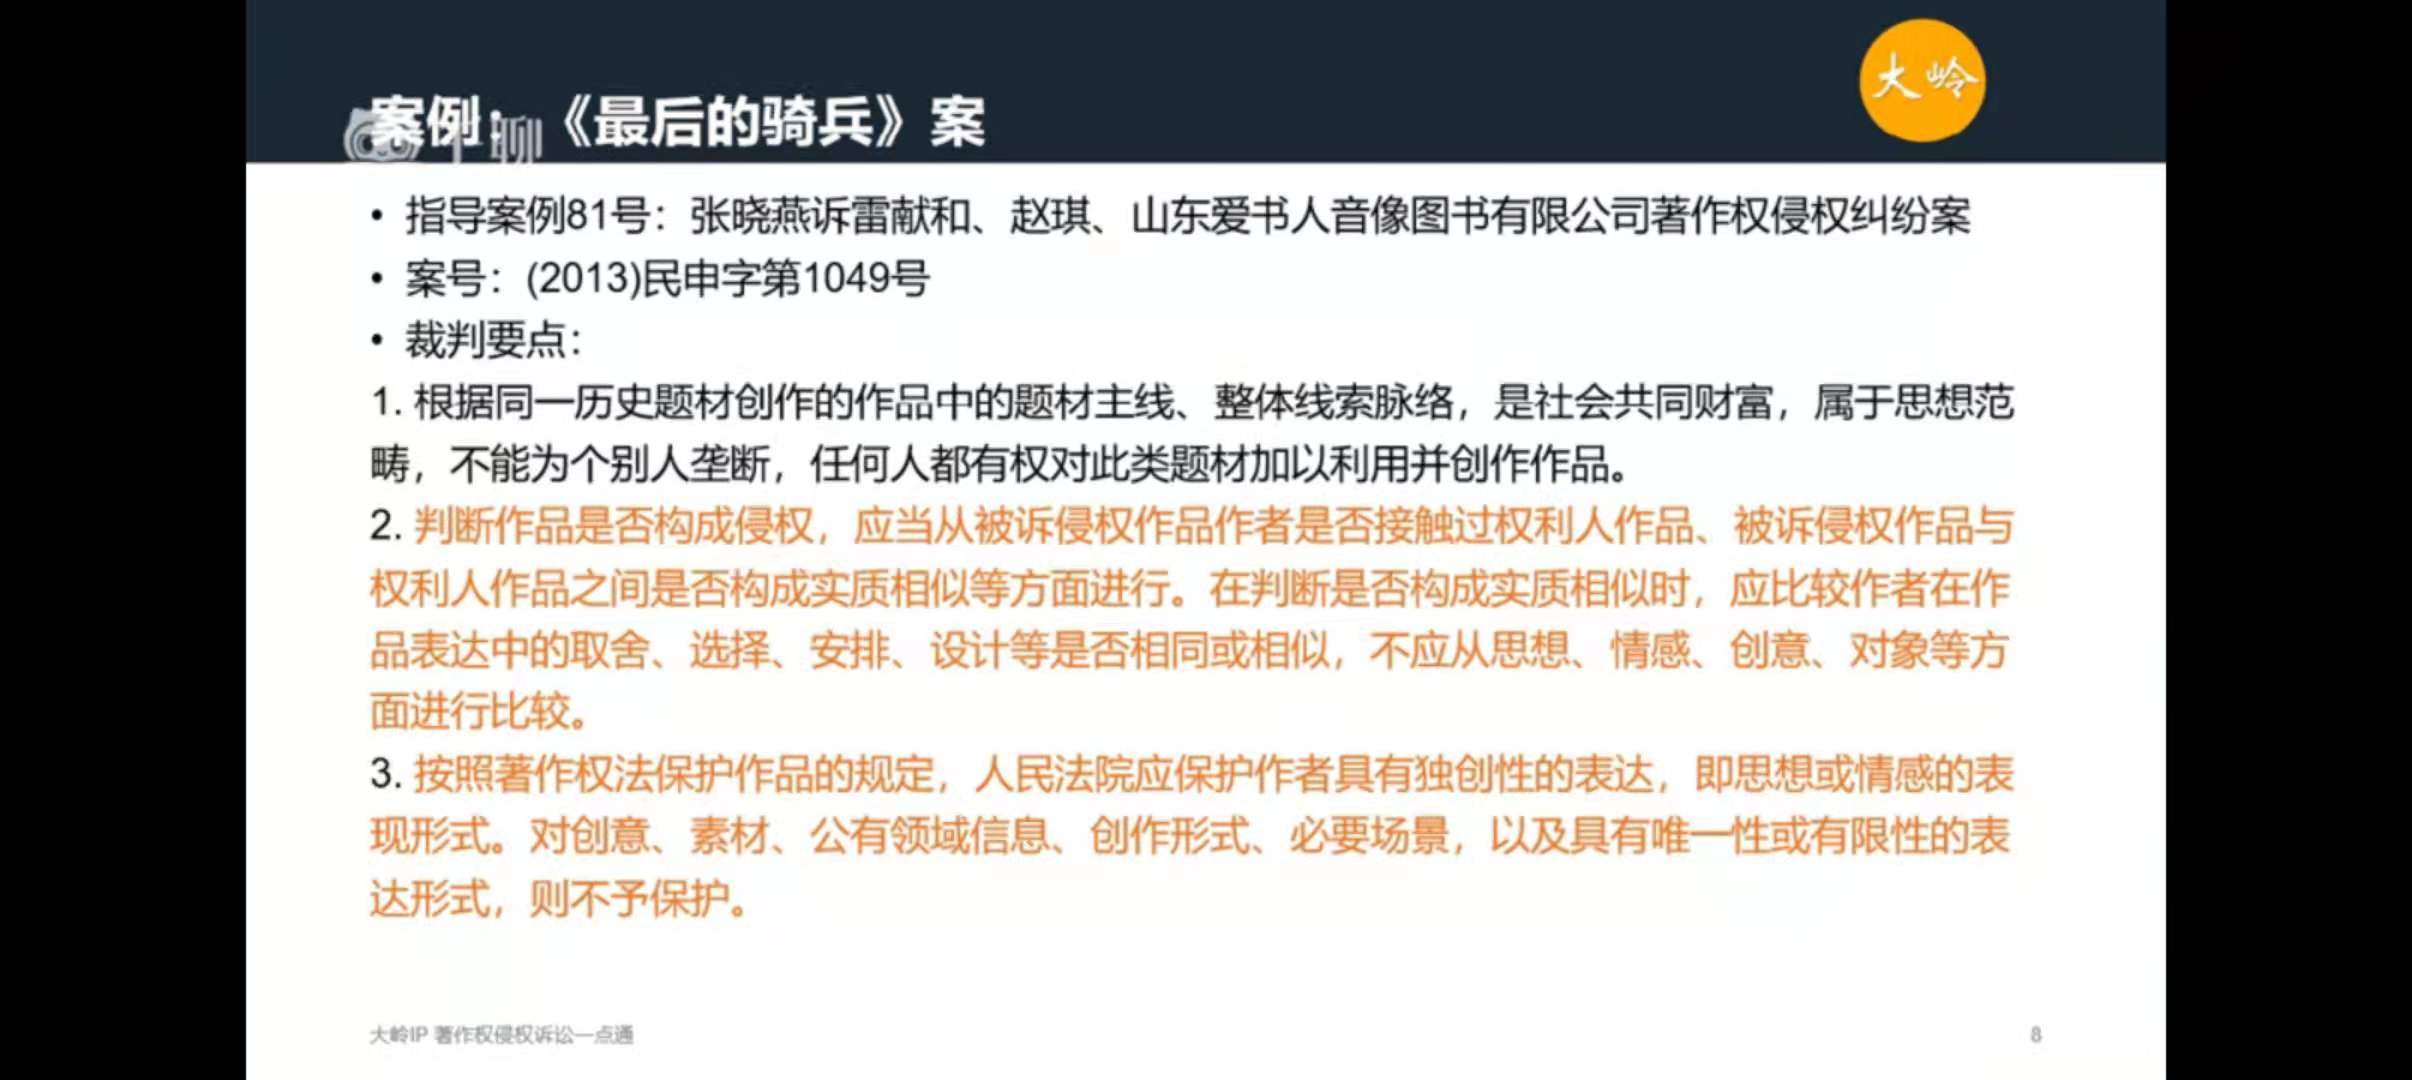 大岭
案例：《最后的骑兵》案
• 指导案例81号：张晓燕诉雷献和、赵琪、山东爱书人音像图书有限公司著作权侵权纠纷案
• 案号：(2013)民申字第1049号
• 裁判要点：
1. 根据同一历史题材创作的作品中的题材主线、整体线索脉络，是社会共同财富，属于思想范
畴，不能为个别人垄断，任何人都有权对此类题材加以利用并创作作品。
2. 判断作品是否构成侵权，应当从被诉侵权作品作者是否接触过权利人作品、被诉侵权作品与
权利人作品之间是否构成实质相似等方面进行。在判断是否构成实质相似时，应比较作者在作
品表达中的取舍、选择、安排、设计等是否相同或相似，不应从思想、情感、创意、对象等方
面进行比较。
3. 按照著作权法保护作品的规定，人民法院应保护作者具有独创性的表达，即思想或情感的表
现形式。对创意、素材、公有领域信息、创作形式、必要场景，以及具有唯一性或有限性的表
达形式，则不予保护。
大岭IP 著作权侵权诉讼一点通
8